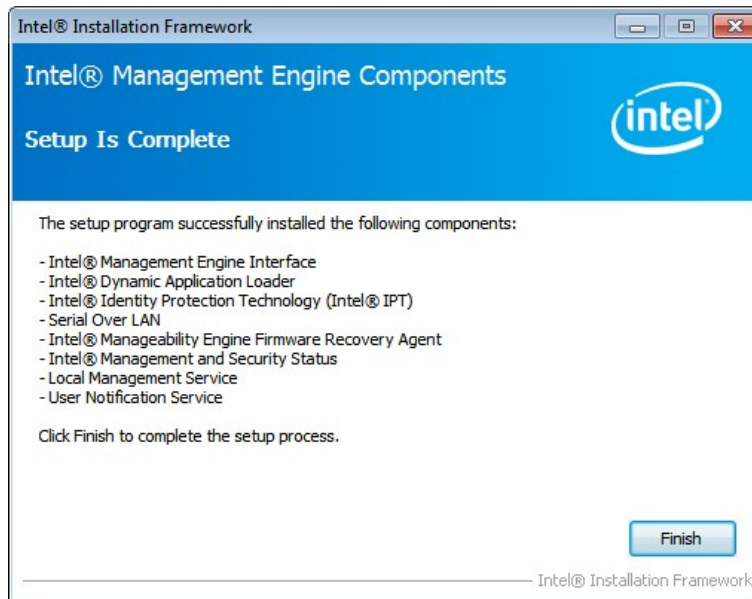 Intel® Installation Framework
Intel® Management Engine Components
intel
Setup Is Complete
The setup program successfully installed the following components:
- Intel® Management Engine Interface
- Intel® Dynamic Application Loader
- Intel® Identity Protection Technology (Intel® IPT)
- Serial Over LAN
- Intel® Manageability Engine Firmware Recovery Agent
- Intel® Management and Security Status
- Local Management Service
- User Notification Service
Click Finish to complete the setup process.
Finish
Intel® Installation Framework